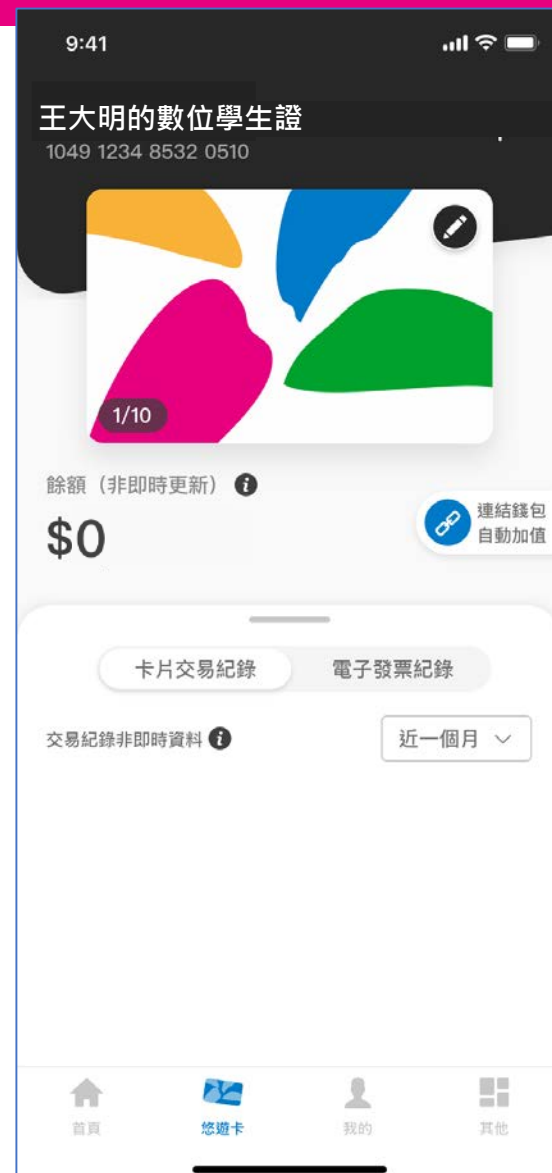 9:41
王大明的數位學生證
1049 1234 8532 0510
1/10
餘額（非即時更新）
$0
連結錢包
自動加值
卡片交易紀錄
電子發票紀錄
交易紀錄非即時資料
近一個月
首頁
悠遊卡
我的
其他